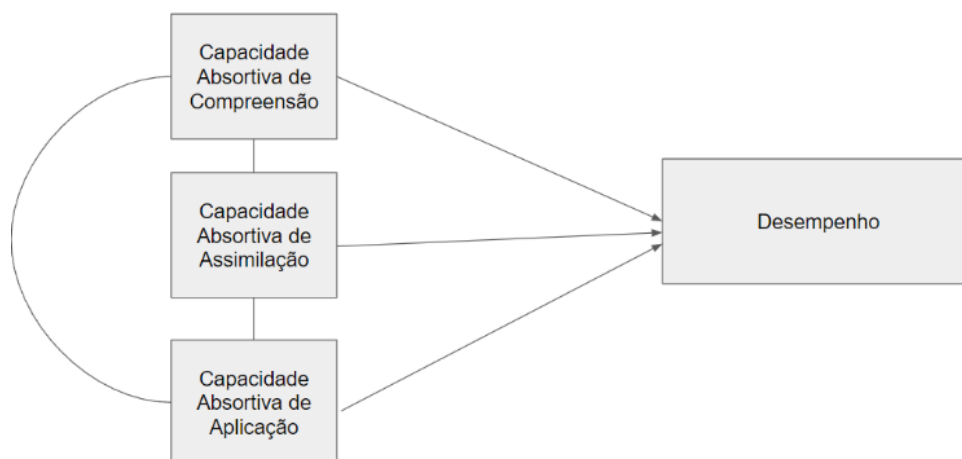 Capacidade
Absortiva de
Compreensão
Capacidade
Absortiva de
Assimilação
Capacidade
Absortiva de
Aplicação
Desempenho